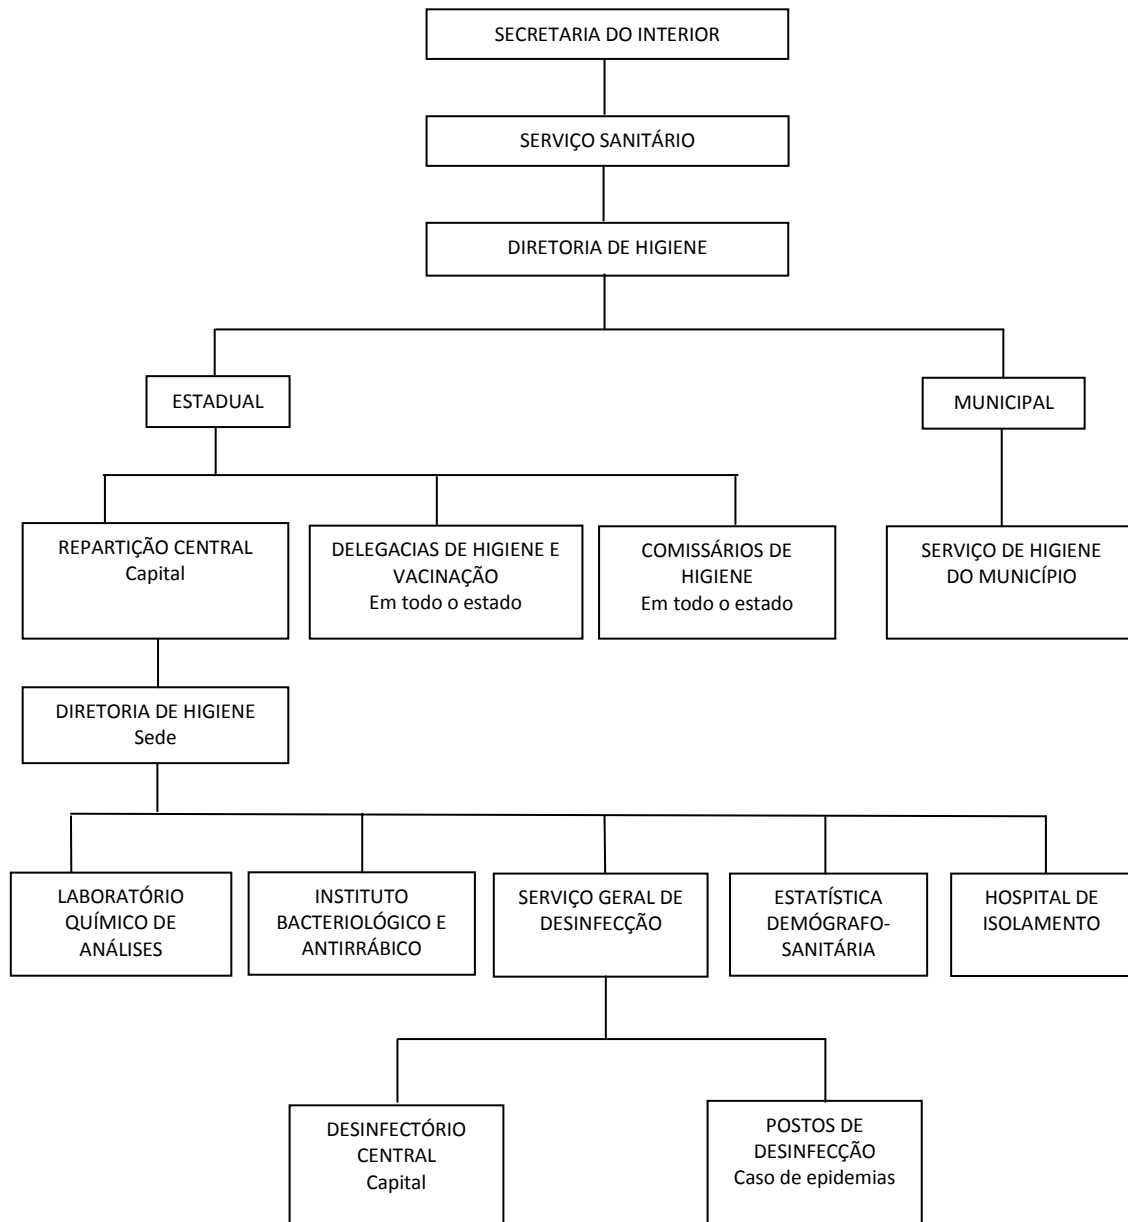 SECRETARIA DO INTERIOR
SERVIÇO SANITÁRIO
DIRETORIA DE HIGIENE
ESTADUAL
MUNICIPAL
REPARTIÇÃO CENTRAL
Capital
DELEGACIAS DE HIGIENE E
VACINAÇÃO
Em todo o estado
COMISSÁRIOS DE
HIGIENE
Em todo o estado
SERVIÇO DE HIGIENE
DO MUNICÍPIO
DIRETORIA DE HIGIENE
Sede
LABORATÓRIO
QUÍMICO DE
ANÁLISES
INSTITUTO
BACTERIOLÓGICO E
ANTIRRÁBICO
SERVIÇO GERAL DE
DESINFECÇÃO
ESTATÍSTICA
DEMÓGRAFO-
SANITÁRIA
HOSPITAL DE
ISOLAMENTO
DESINFECTÓRIO
CENTRAL
Capital
POSTOS DE
DESINFECÇÃO
Caso de epidemias